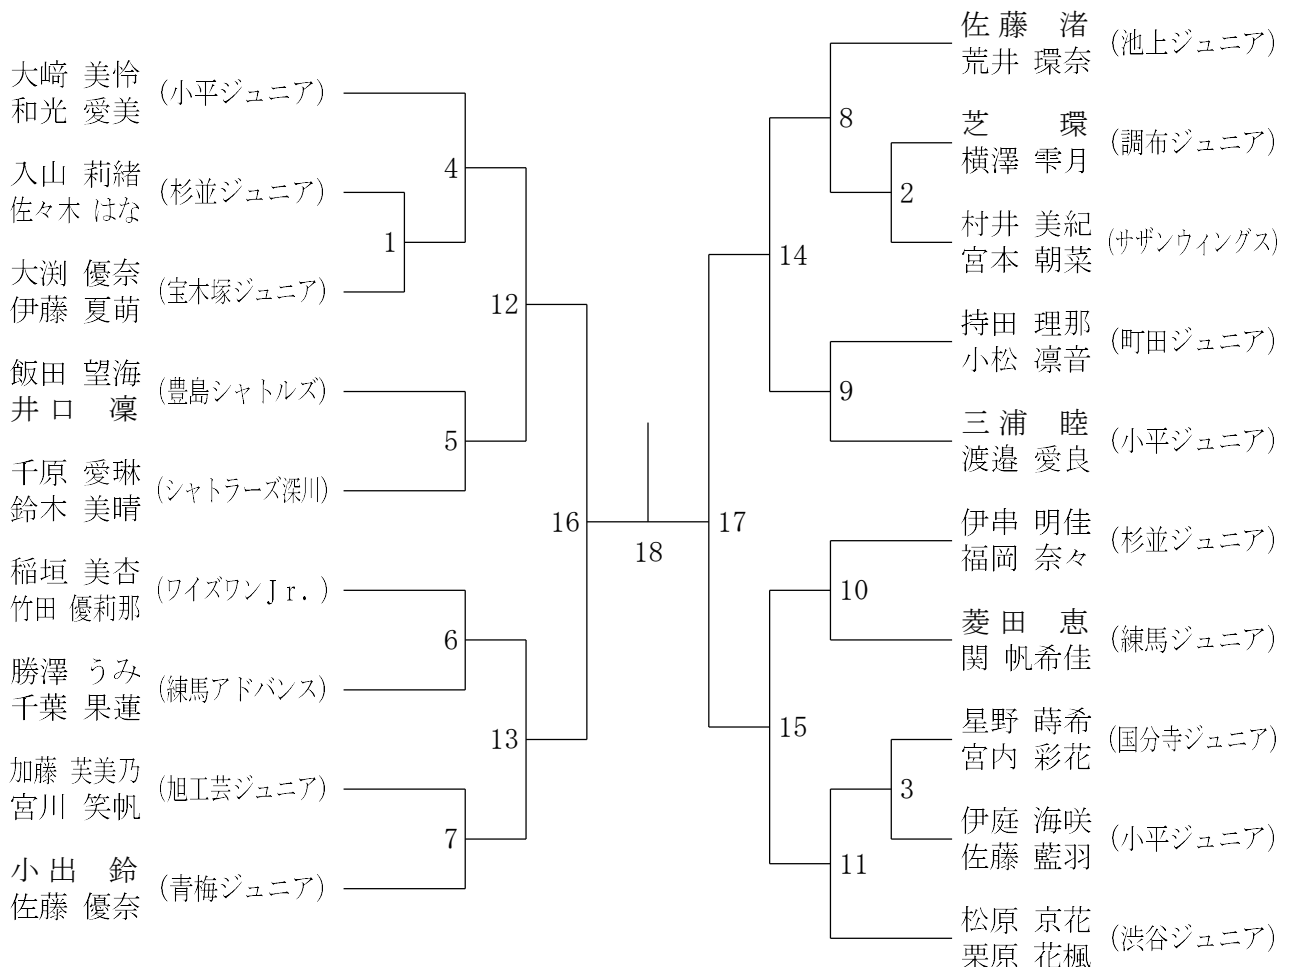 大﨑 美怜
和光 愛美
(小平ジュニア)
入山 莉緒
佐々木 はな
(杉並ジュニア)
大渕 優奈
伊藤 夏萌
(宝木塚ジュニア)
飯田 望海
井口 凜
(豊島シャトルズ)
千原 愛琳
鈴木 美晴
(シャトラーズ深川)
稲垣 美杏
竹田 優莉那
(ワイズワンJr.)
勝澤 うみ
千葉 果蓮
(練馬アドバンス)
加藤 芙美乃
宮川 笑帆
(旭工芸ジュニア)
小出 鈴
佐藤 優奈
(青梅ジュニア)
4
1
12
5
16
6
13
7
18
8
2
14
9
17
10
15
3
11
佐藤 渚
荒井 環奈
(池上ジュニア)
芝 環
横澤 雫月
(調布ジュニア)
村井 美紀
宮本 朝菜
(サザンウィングス)
持田 理那
小松 凛音
(町田ジュニア)
三浦 睦
渡邉 愛良
(小平ジュニア)
伊串 明佳
福岡 奈々
(杉並ジュニア)
菱田 恵
関 帆希佳
(練馬ジュニア)
星野 蒔希
宮内 彩花
(国分寺ジュニア)
伊庭 海咲
佐藤 藍羽
(小平ジュニア)
松原 京花
栗原 花楓
(渋谷ジュニア)